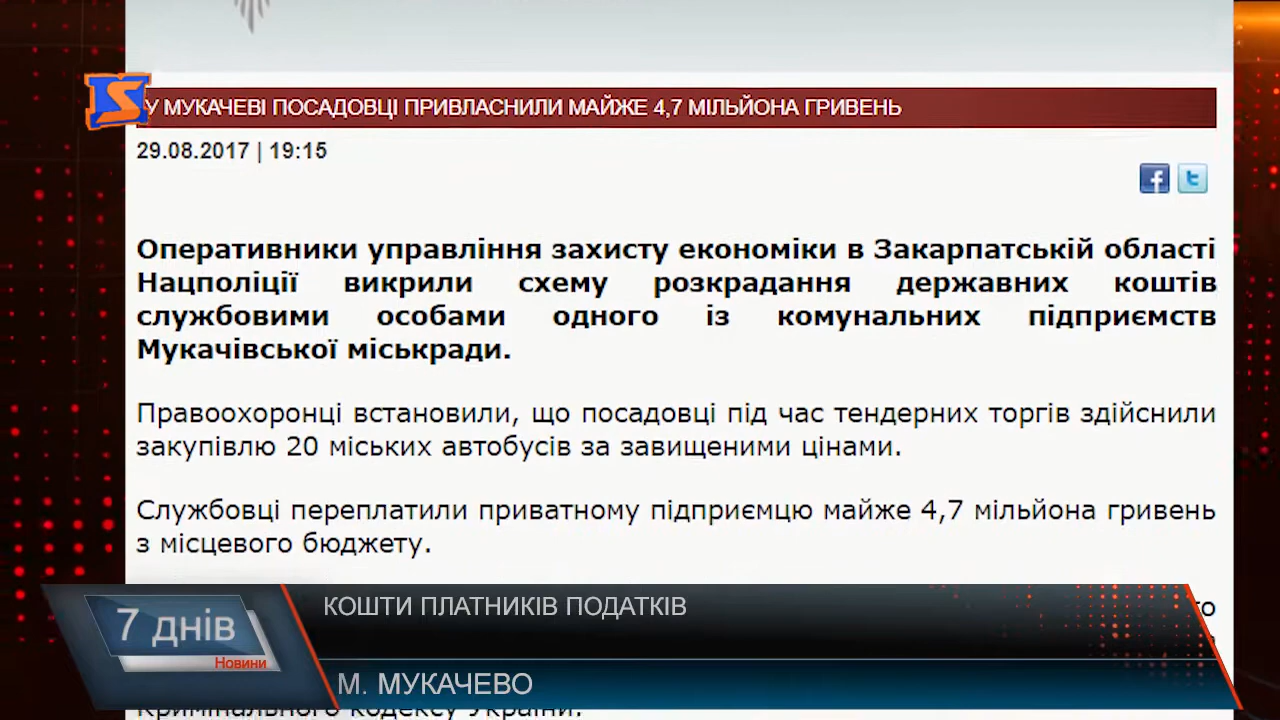 У МУКАЧЕВІ ПОСАДОВЦІ ПРИВЛАСНИЛИ МАЙЖЕ 4,7 МІЛЬЙОНА ГРИВЕНЬ
29.08.2017 | 19:15
Оперативники управління захисту економіки в Закарпатській області
Нацполіції викрили схему розкрадання державних коштів
службовими особами одного із комунальних підприємств
Мукачівської міськради.
Правоохоронці встановили, що посадовці під час тендерних торгів здійснили
закупівлю 20 міських автобусів за завищеними цінами.
Службовці переплатили приватному підприємцю майже 4,7 мільйона гривень
з місцевого бюджету.
КОШТИ ПЛАТНИКІВ ПОДАТКІВ
7 днів
Новини
М. МУКАЧЕВО
Кримінального кодексу України.